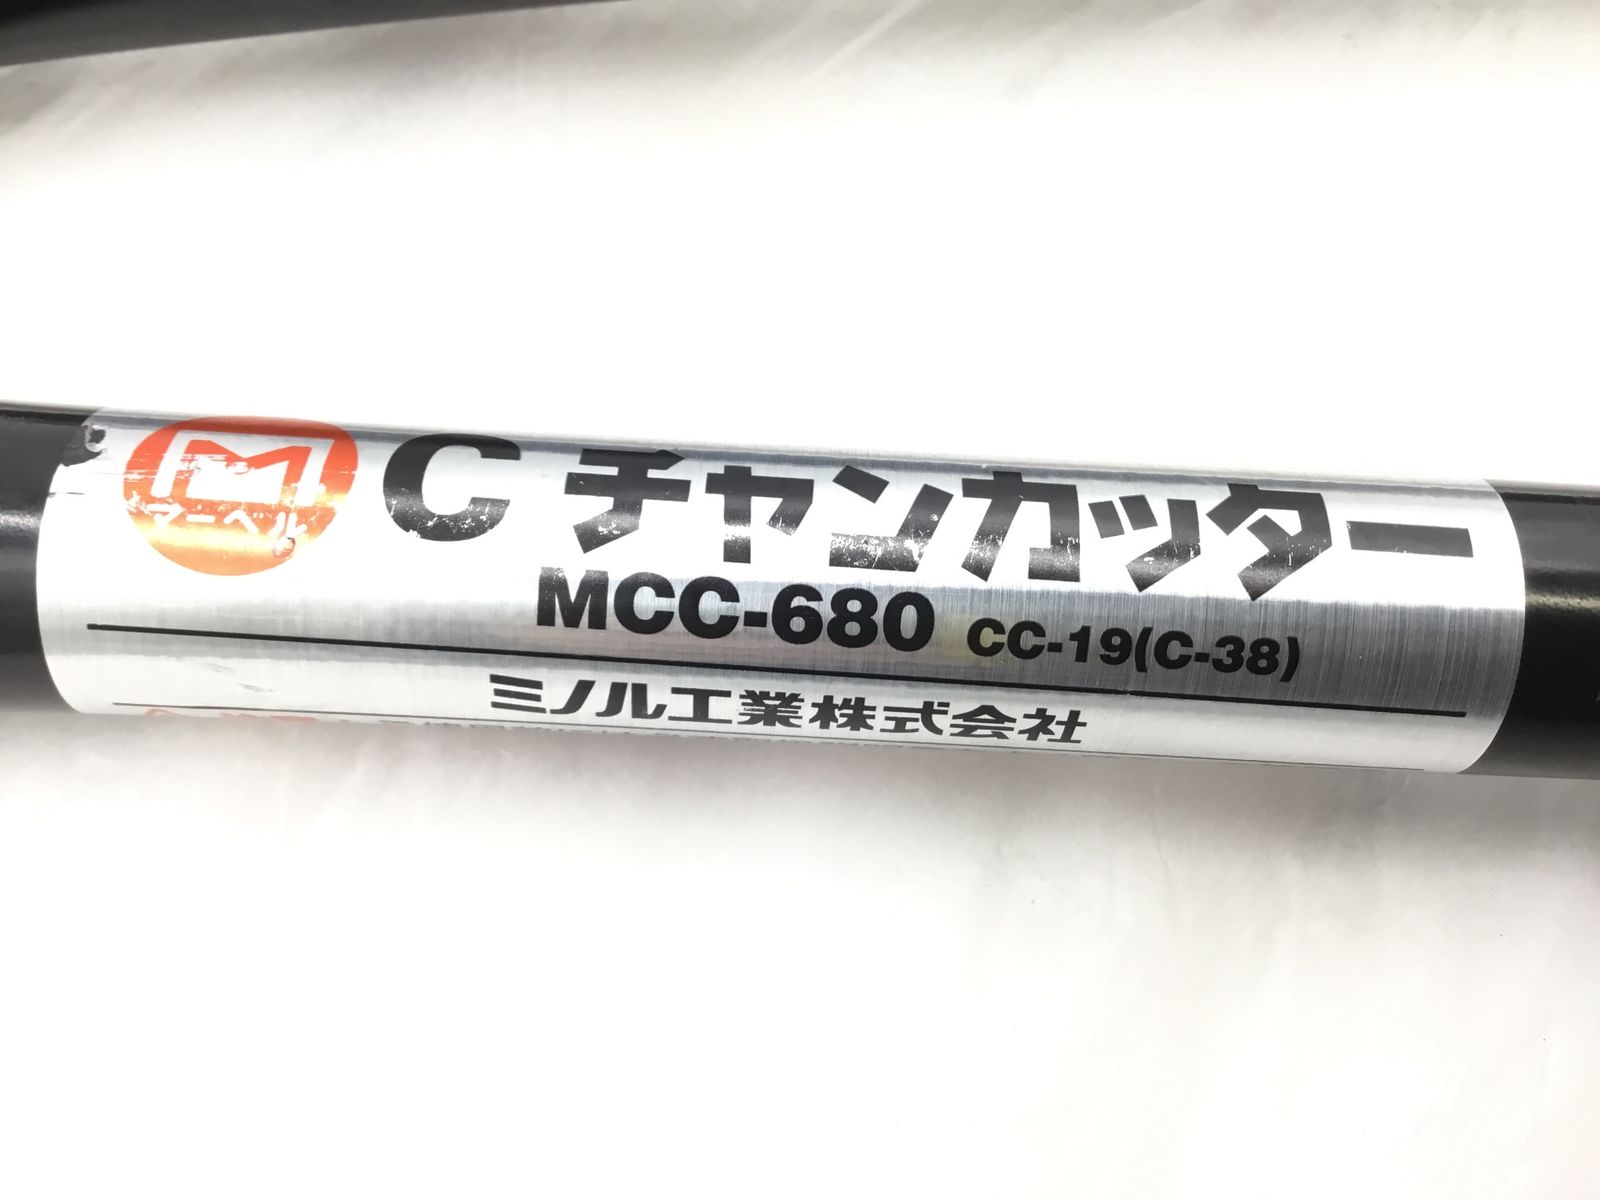 M
マーベル
Cチャンカッター
MCC-680 CC-19(C-38)
ミノル工業株式会社